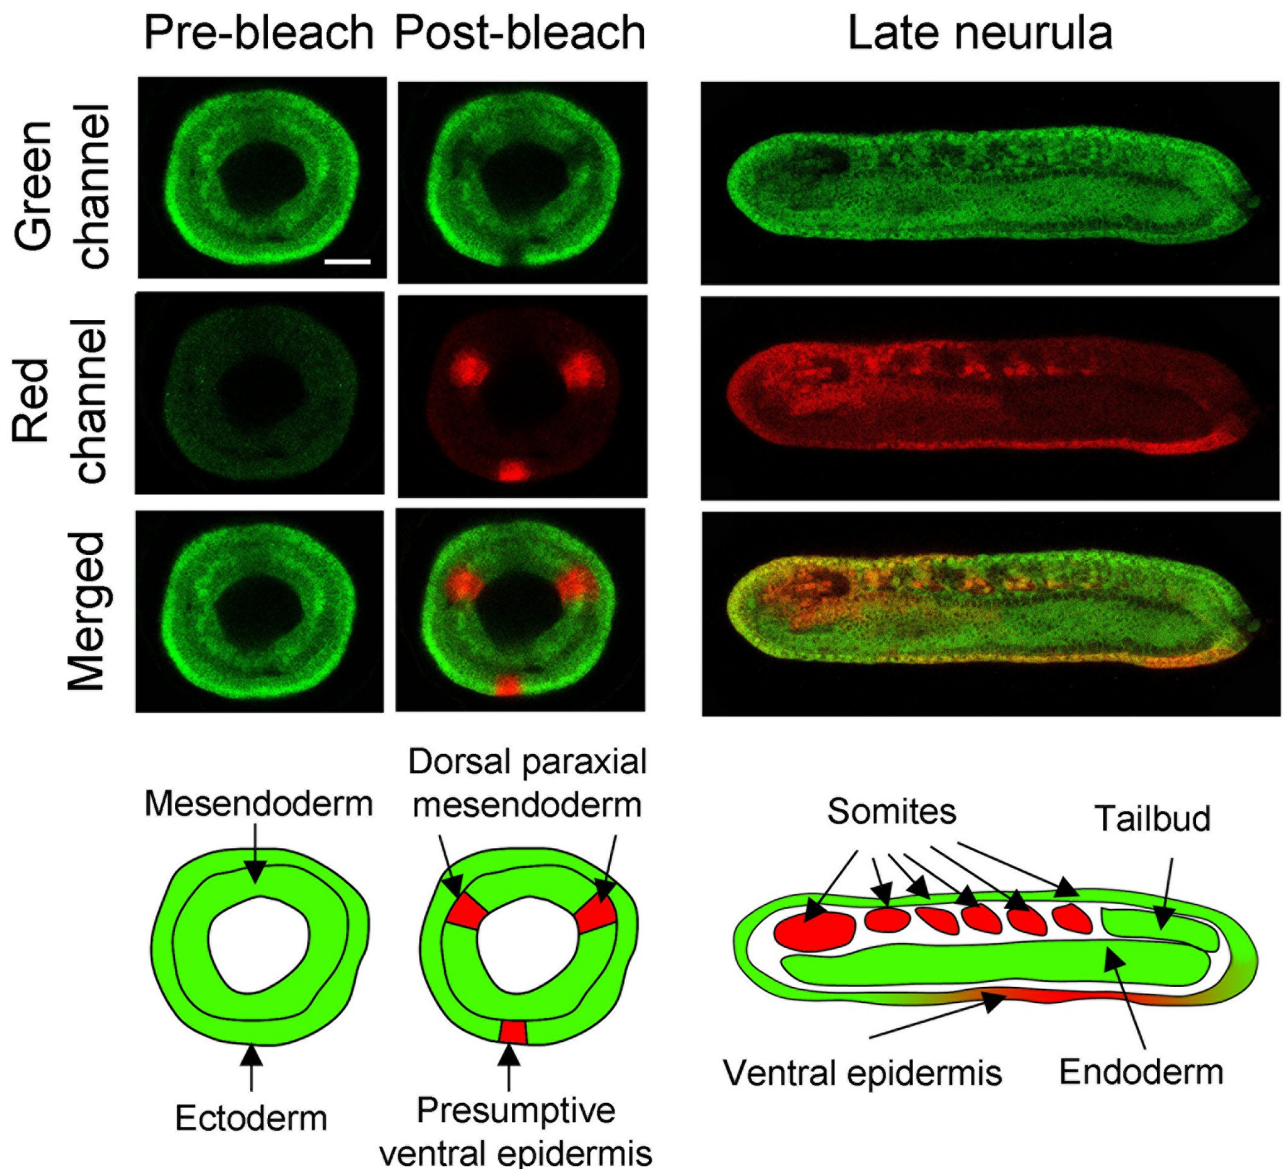 Pre-bleach
Post-bleach
Late neurula
Green
channel
Red
channel
Merged
Mesendoderm
Ectoderm
Dorsal paraxial
mesendoderm
Presumptive
ventral epidermis
Somites
Tailbud
Ventral epidermis
Endoderm